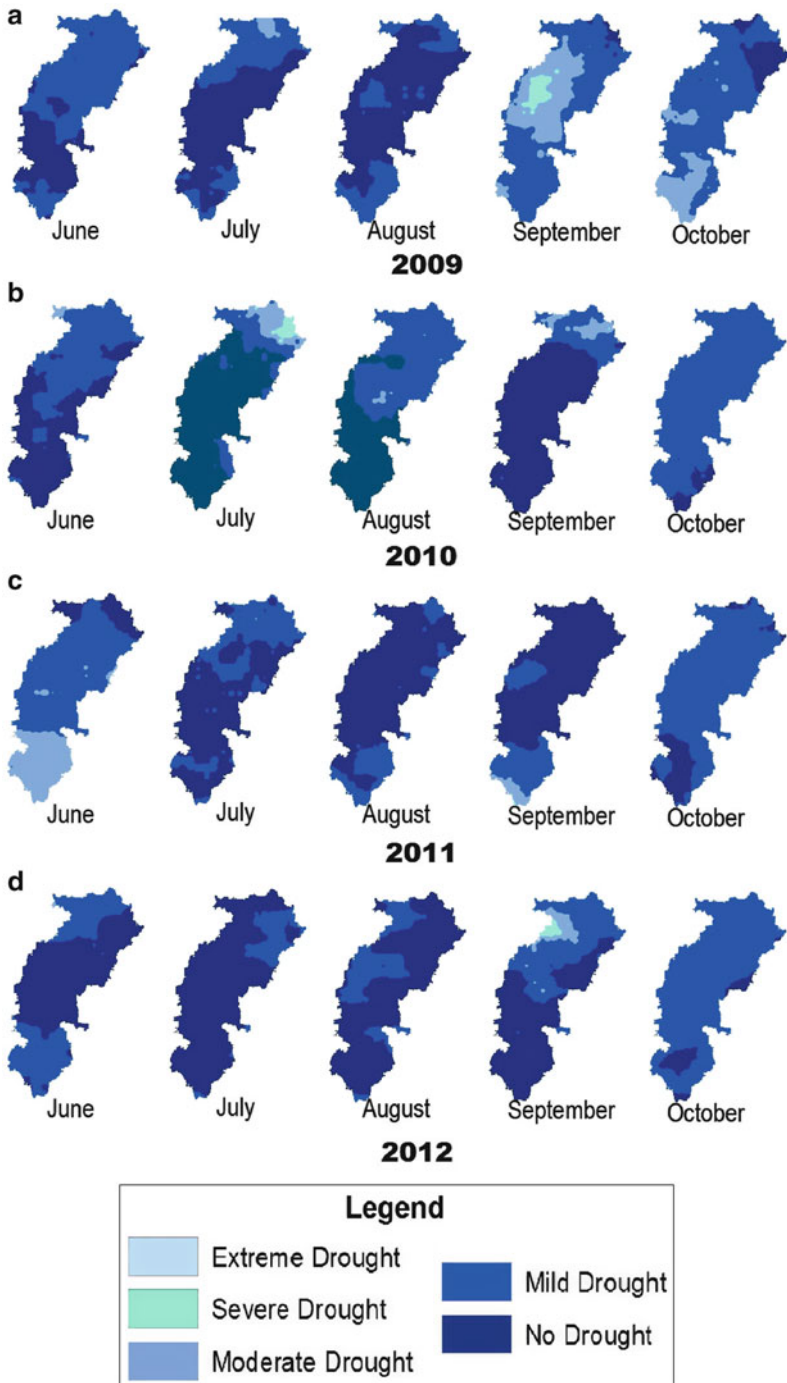 a
June
July
August
September
October
2009
b
June
July
August
September
October
2010
c
June
July
August
September
October
2011
d
June
July
August
September
October
2012
Legend
Extreme Drought
Severe Drought
Moderate Drought
Mild Drought
No Drought